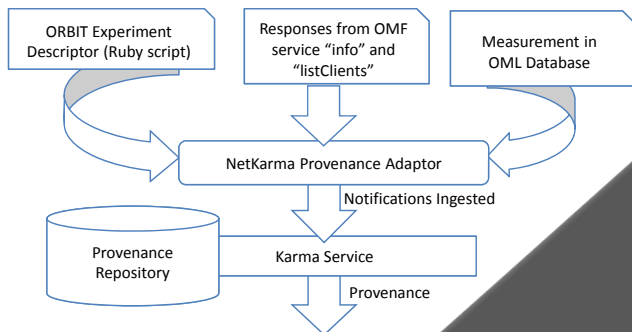 ORBIT Experiment
Descriptor (Ruby script)
Responses from OMF
service “info” and
“listClients”
Measurement in
OML Database
NetKarma Provenance Adaptor
Notifications Ingested
Provenance
Repository
Karma Service
Provenance